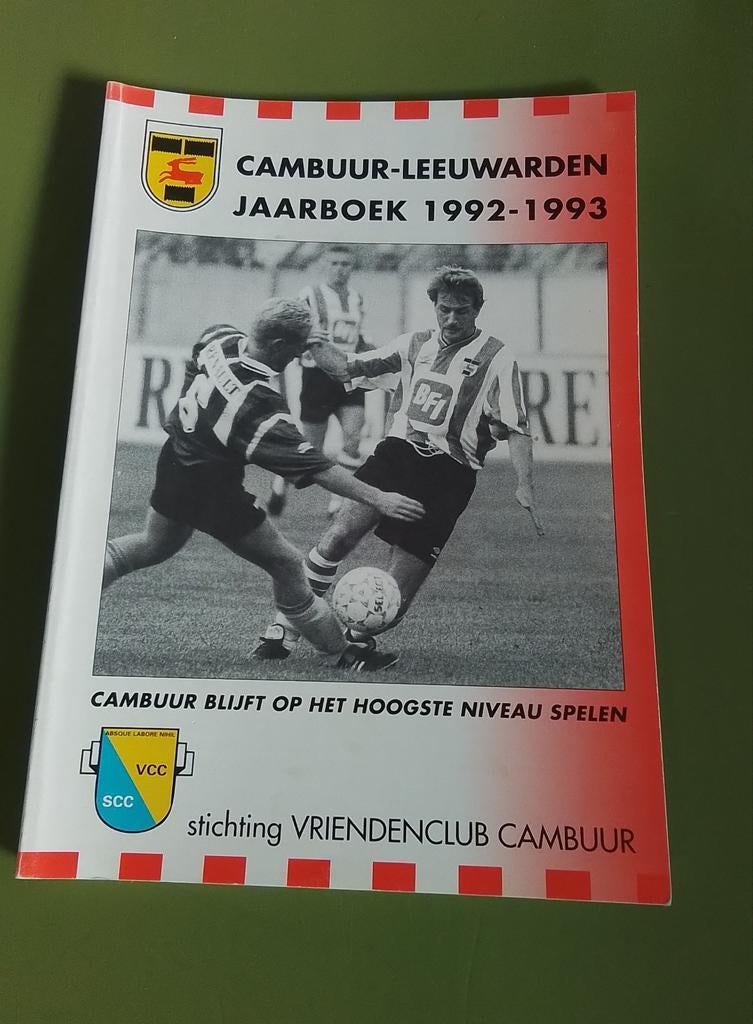 CAMBUUR-LEEUWARDEN
JAARBOEK 1992-1993
BFI
SELECT
CAMBUUR BLIJFT OP HET HOOGSTE NIVEAU SPELEN
ABSQUE LABORE NIHIL
VCC
SCC
stichting VRIENDENCLUB CAMBUUR